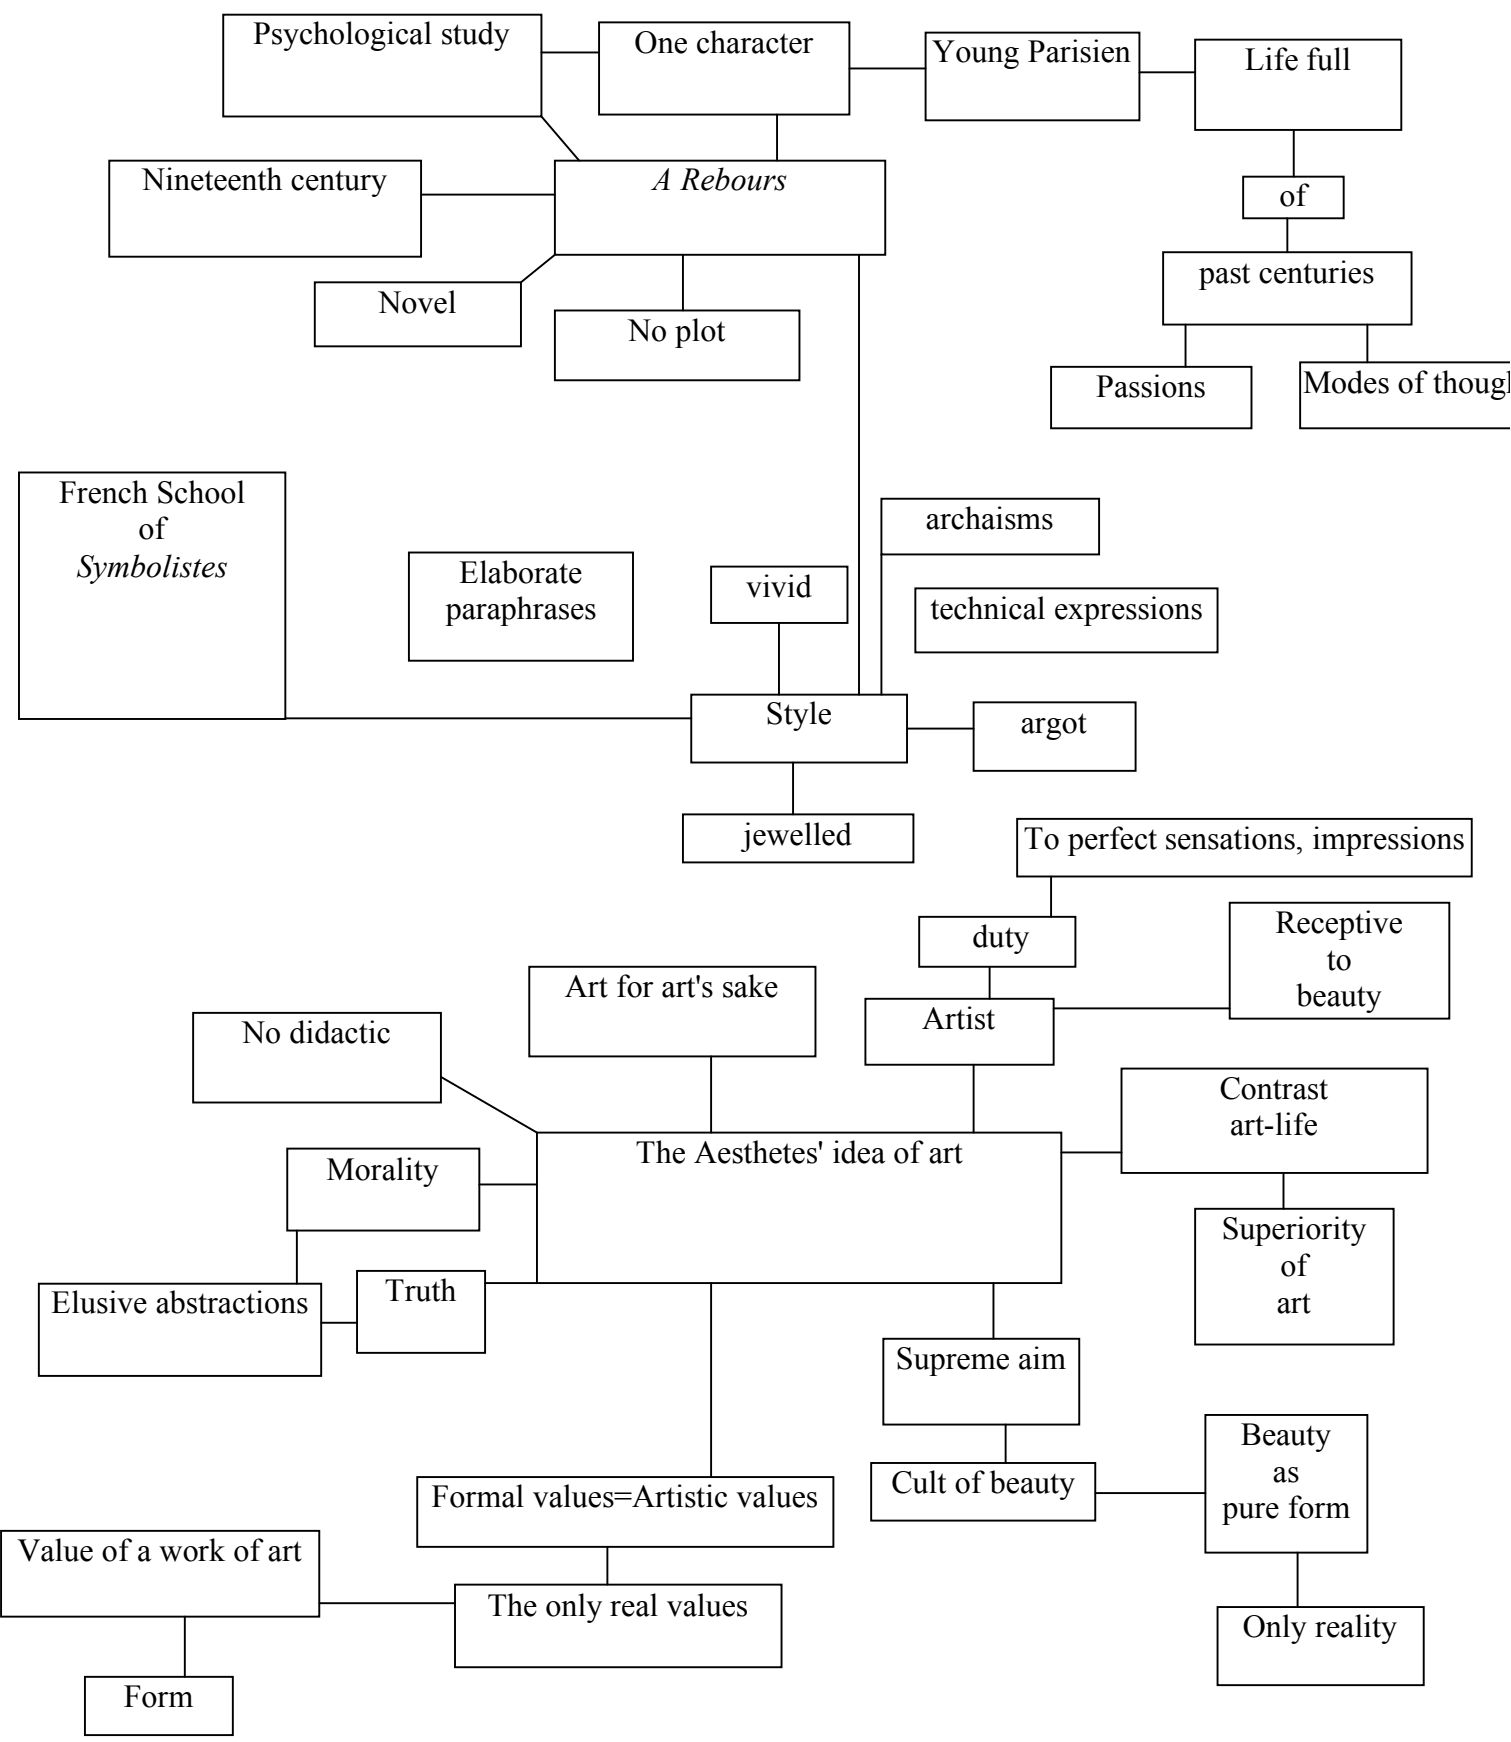 Psychological study
One character
Young Parisien
Life full
Nineteenth century
A Rebours
of
Novel
No plot
past centuries
Passions
Modes of though
French School
of
Symbolistes
Elaborate
paraphrases
vivid
archaisms
technical expressions
Style
argot
jewelled
To perfect sensations, impressions
duty
Receptive
to
beauty
Art for art's sake
Artist
No didactic
Contrast
art-life
The Aesthetes' idea of art
Morality
Superiority
of
art
Elusive abstractions
Truth
Supreme aim
Cult of beauty
Beauty
as
pure form
Formal values=Artistic values
Value of a work of art
The only real values
Only reality
Form